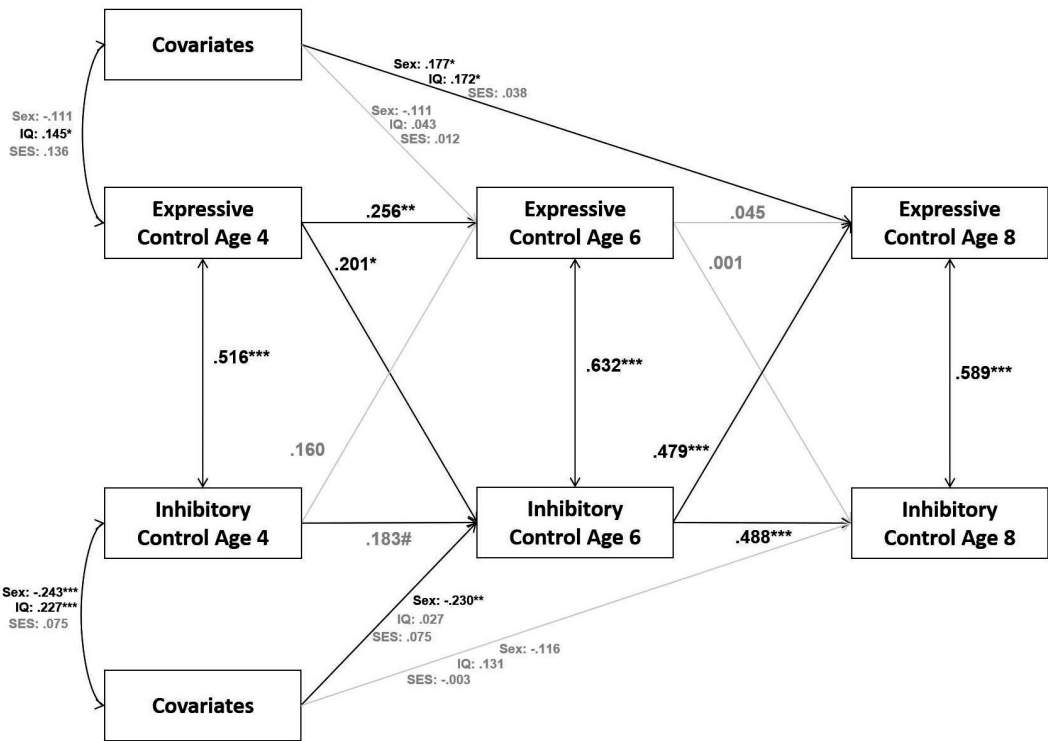 Covariates
Sex: .177*
IQ: .172*
SES: .038
Sex: -.111
IQ: .043
SES: .012
Sex: -.111
IQ: .145*
SES: .136
Expressive
Control Age 4
.256**
Expressive
Control Age 6
.045
Expressive
Control Age 8
.201*
.001
.516***
.632***
.589***
.160
.479***
Inhibitory
Control Age 4
.183#
Inhibitory
Control Age 6
.488***
Inhibitory
Control Age 8
Sex: -.243***
IQ: .227***
SES: .075
Sex: -.230**
IQ: .027
SES: .075
Sex: -.116
IQ: .131
SES: -.003
Covariates